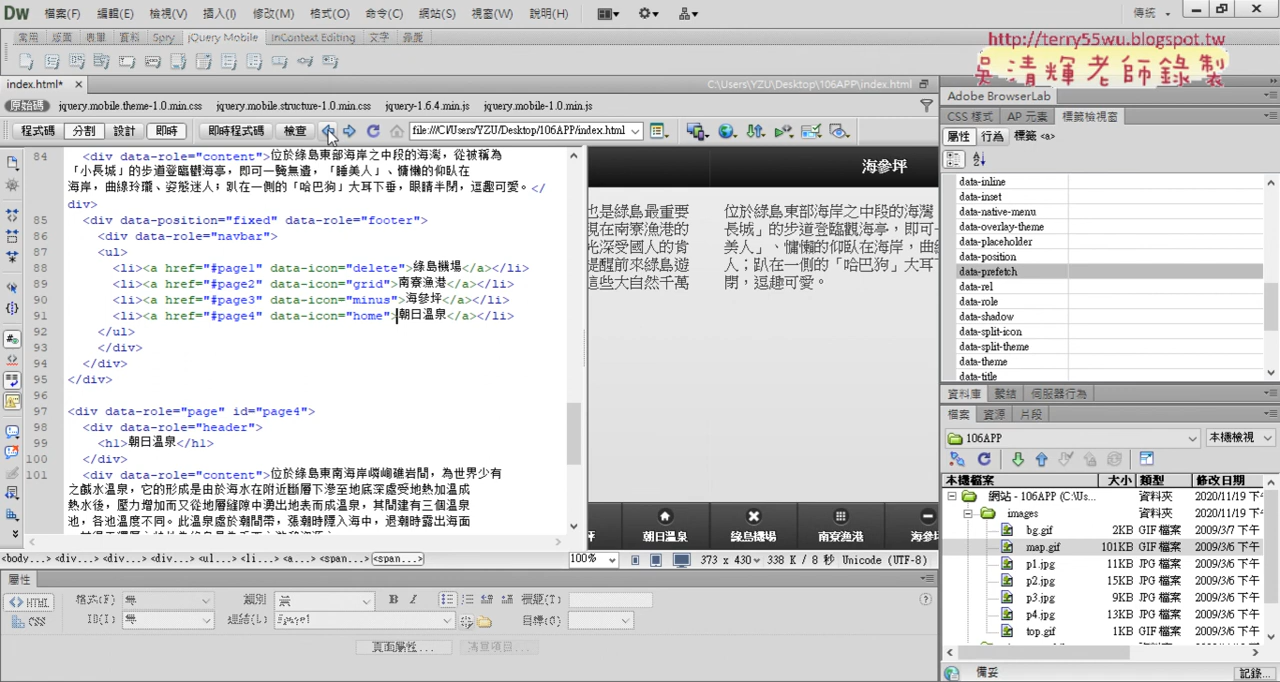 Dw 檔案(F) 編輯(E) 檢視(V) 插入(I) 修改(M) 格式(O) 命令(C) 網站(S) 視窗(W) 說明(H) 傳統
http://terry55wu.blogspot.tw
吳清輝老師錄製
常用 版面 表單 資料 Spry jQuery Mobile InContext Editing 文字
index.html* C:\Users\YZU\Desktop\106APP\index.html
原始碼 jquery.mobile.theme-1.0.min.css jquery.mobile.structure-1.0.min.css jquery-1.6.4.min.js jquery.mobile-1.0.min.js
程式碼 分割 設計 即時 即時程式碼 檢查 file:///C|/Users/YZU/Desktop/106APP/index.html
84 <div data-role="content">位於綠島東部海岸之中段的海灣，從被稱為
「小長城」的步道登臨觀海亭，即可一覽無遺，「睡美人」、慵懶的仰臥在
海岸，曲線玲瓏、姿態迷人；趴在一側的「哈巴狗」大耳下垂，眼睛半閉，逗趣可愛。</
div>
85 <div data-position="fixed" data-role="footer">
86 <div data-role="navbar">
87 <ul>
88 <li><a href="#page1" data-icon="delete">綠島機場</a></li>
89 <li><a href="#page2" data-icon="grid">南寮漁港</a></li>
90 <li><a href="#page3" data-icon="minus">海參坪</a></li>
91 <li><a href="#page4" data-icon="home">朝日溫泉</a></li>
92 </ul>
93 </div>
94 </div>
95 </div>
96
97 <div data-role="page" id="page4">
98 <div data-role="header">
99 <h1>朝日溫泉</h1>
100 </div>
101 <div data-role="content">位於綠島東南海岸嶙峋礁岩間，為世界少有
之鹹水溫泉，它的形成是由於海水在附近斷層下滲至地底深處受地熱加溫成
熱水後，壓力增加而又從地層縫隙中湧出地表而成溫泉，其間建有三個溫泉
池，各池溫度不同。此溫泉處於潮間帶，漲潮時隱入海中，退潮時露出海面
海參坪
也是綠島最重要
現在南寮漁港的
光深受國人的肯
提醒前來綠島遊
這些大自然千萬
位於綠島東部海岸之中段的海灣
長城」的步道登臨觀海亭，即可一
美人」、慵懶的仰臥在海岸，曲線
人；趴在一側的「哈巴狗」大耳下
閉，逗趣可愛。
坪 朝日溫泉 綠島機場 南寮漁港 海參
<body...> <div...> <div...> <div...> <ul...> <li...> <a...> <span...> <span...> 100% 373 x 430 338 K / 8 秒 Unicode (UTF-8)
屬性
<> HTML 格式(F) 無 類別 無 B I 標題(T)
CSS ID(I) 無 連結(L) #page1 目標(G)
頁面屬性... 清單項目...
Adobe BrowserLab
CSS 樣式 AP 元素 標籤檢視窗
屬性 行為 標籤 <a>
data-inline
data-inset
data-native-menu
data-overlay-theme
data-placeholder
data-position
data-prefetch
data-rel
data-role
data-shadow
data-split-icon
data-split-theme
data-theme
data-title
資料庫 繫結 伺服器行為
檔案 資源 片段
106APP 本機檢視
本機檔案 大小 類型 修改日期
網站 - 106APP (C:\Us... 資料夾 2020/11/19 下
images 資料夾 2020/11/19 下
bg.gif 2KB GIF 檔案 2009/3/7 下午
map.gif 101KB GIF 檔案 2009/3/6 下午
p1.jpg 11KB JPG 檔案 2009/3/6 下午
p2.jpg 15KB JPG 檔案 2009/3/6 下午
p3.jpg 9KB JPG 檔案 2009/3/6 下午
p4.jpg 13KB JPG 檔案 2009/3/6 下午
top.gif 1KB GIF 檔案 2009/3/6 下午
備妥 記錄...